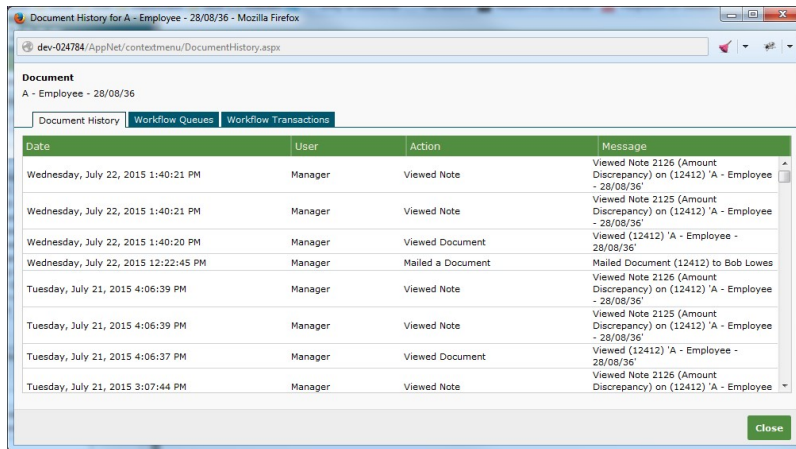 Document History for A - Employee - 28/08/36 - Mozilla Firefox
dev-024784/AppNet/contextmenu/DocumentHistory.aspx
Document
A - Employee - 28/08/36
Document History Workflow Queues Workflow Transactions
Date User Action Message
Wednesday, July 22, 2015 1:40:21 PM Manager Viewed Note Viewed Note 2126 (Amount
Discrepancy) on (12412) 'A - Employee
- 28/08/36'
Wednesday, July 22, 2015 1:40:21 PM Manager Viewed Note Viewed Note 2125 (Amount
Discrepancy) on (12412) 'A - Employee
- 28/08/36'
Wednesday, July 22, 2015 1:40:20 PM Manager Viewed Document Viewed (12412) 'A - Employee -
28/08/36'
Wednesday, July 22, 2015 12:22:45 PM Manager Mailed a Document Mailed Document (12412) to Bob Lowes
Tuesday, July 21, 2015 4:06:39 PM Manager Viewed Note Viewed Note 2126 (Amount
Discrepancy) on (12412) 'A - Employee
- 28/08/36'
Tuesday, July 21, 2015 4:06:39 PM Manager Viewed Note Viewed Note 2125 (Amount
Discrepancy) on (12412) 'A - Employee
- 28/08/36'
Tuesday, July 21, 2015 4:06:37 PM Manager Viewed Document Viewed (12412) 'A - Employee -
28/08/36'
Tuesday, July 21, 2015 3:07:44 PM Manager Viewed Note Viewed Note 2126 (Amount
Discrepancy) on (12412) 'A - Employee
Close